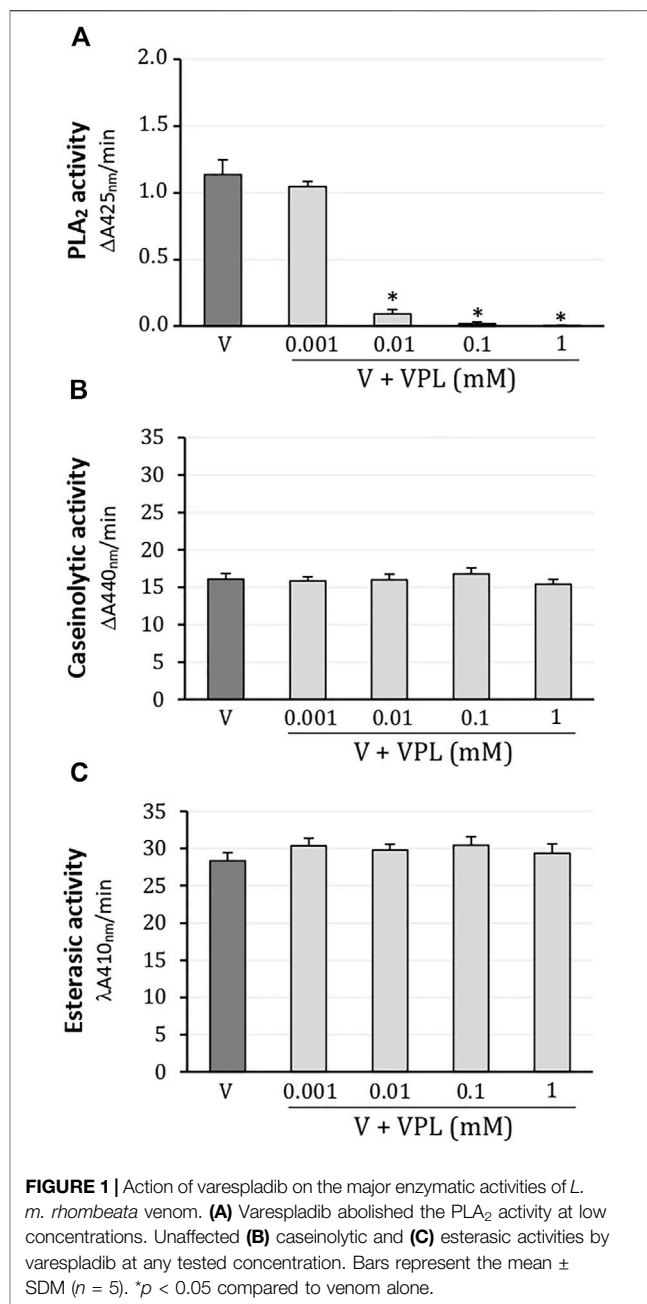 A
PLA₂ activity
ΔA425nm/min
2.0
1.5
1.0
0.5
0.0
* * *
V 0.001 0.01 0.1 1
V + VPL (mM)
B
Caseinolytic activity
ΔA440nm/min
35
30
25
20
15
10
5
0
V 0.001 0.01 0.1 1
V + VPL (mM)
C
Esterasic activity
λA410nm/min
35
30
25
20
15
10
5
0
V 0.001 0.01 0.1 1
V + VPL (mM)
FIGURE 1 | Action of varespladib on the major enzymatic activities of L.
m. rhombeata venom. (A) Varespladib abolished the PLA₂ activity at low
concentrations. Unaffected (B) caseinolytic and (C) esterasic activities by
varespladib at any tested concentration. Bars represent the mean ±
SDM (n = 5). *p < 0.05 compared to venom alone.